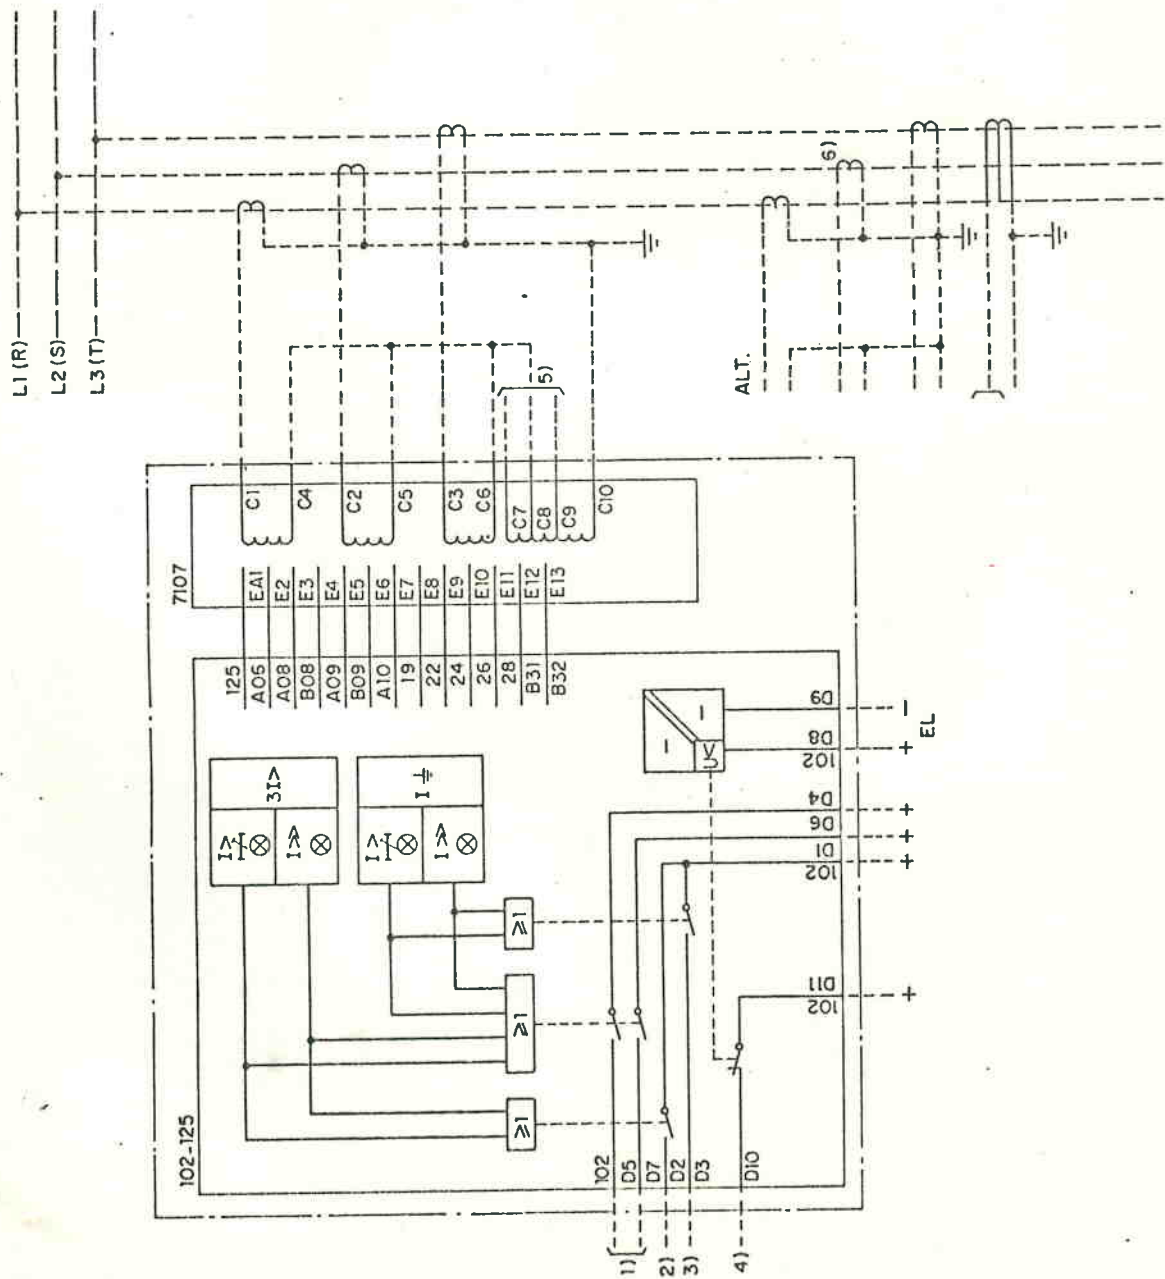 L1 (R)
L2 (S)
L3 (T)
6)
ALT.
5)
7107
C1
C4
C2
C5
C3
C6
C7
C8
C9
C10
EA1
E2
E3
E4
E5
E6
E7
E8
E9
E10
E11
E12
E13
102-125
125
A06
A08
B08
A09
B09
A10
19
22
24
26
28
B31
B32
3I>
I>
I>>
I
I>
I>>
≥1
≥1
≥1
U<
102
D5
D7
D2
D3
D10
102
D11
102
D1
D6
D4
102
D8
D9
+
+
+
+
+
-
EL
1)
2)
3)
4)